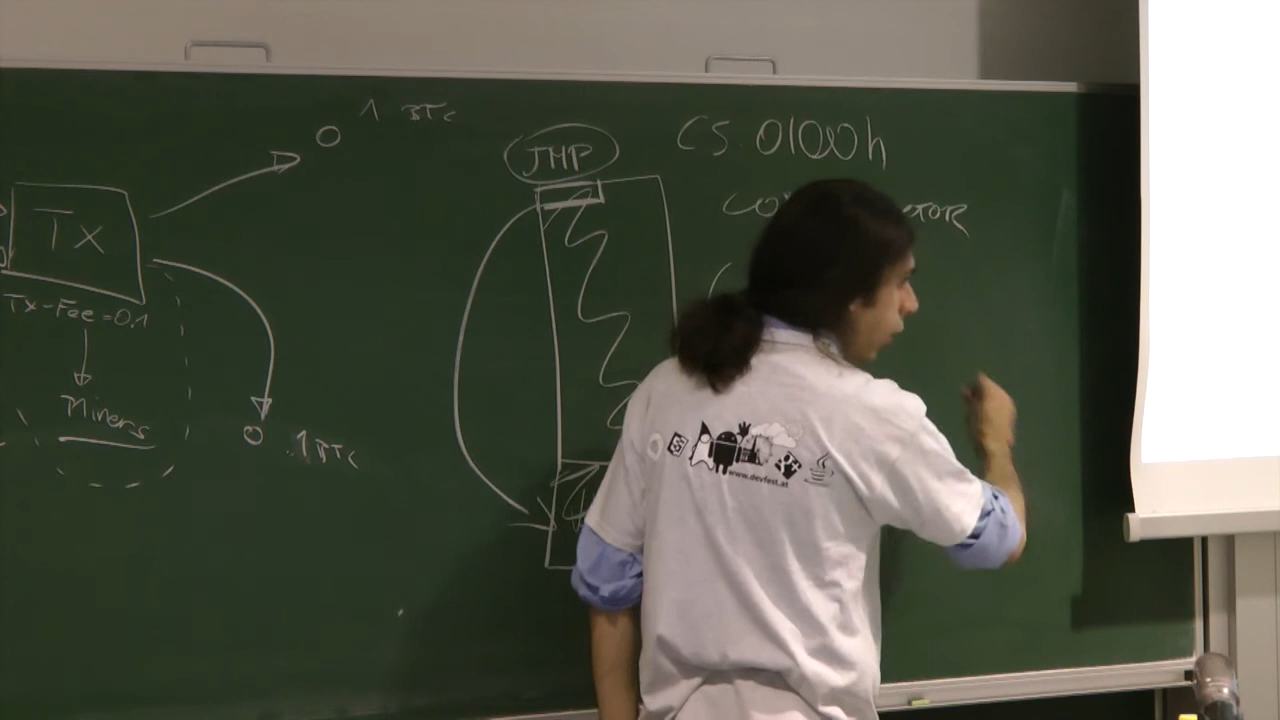 1 BTC
Tx
Tx-Fee=0.1
Miners
.1 BTC
JMP
CS:0100h
www.devfest.at